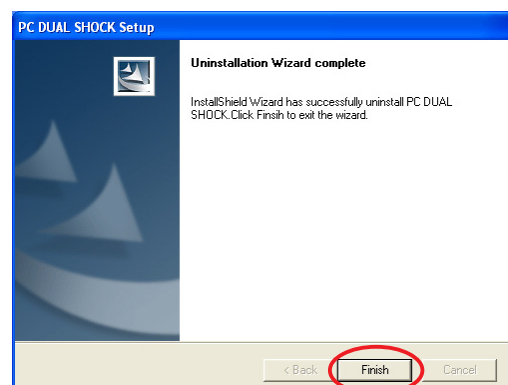 PC DUAL SHOCK Setup
Uninstallation Wizard complete
InstallShield Wizard has successfully uninstall PC DUAL
SHOCK.Click Finsih to exit the wizard.
< Back Finish Cancel